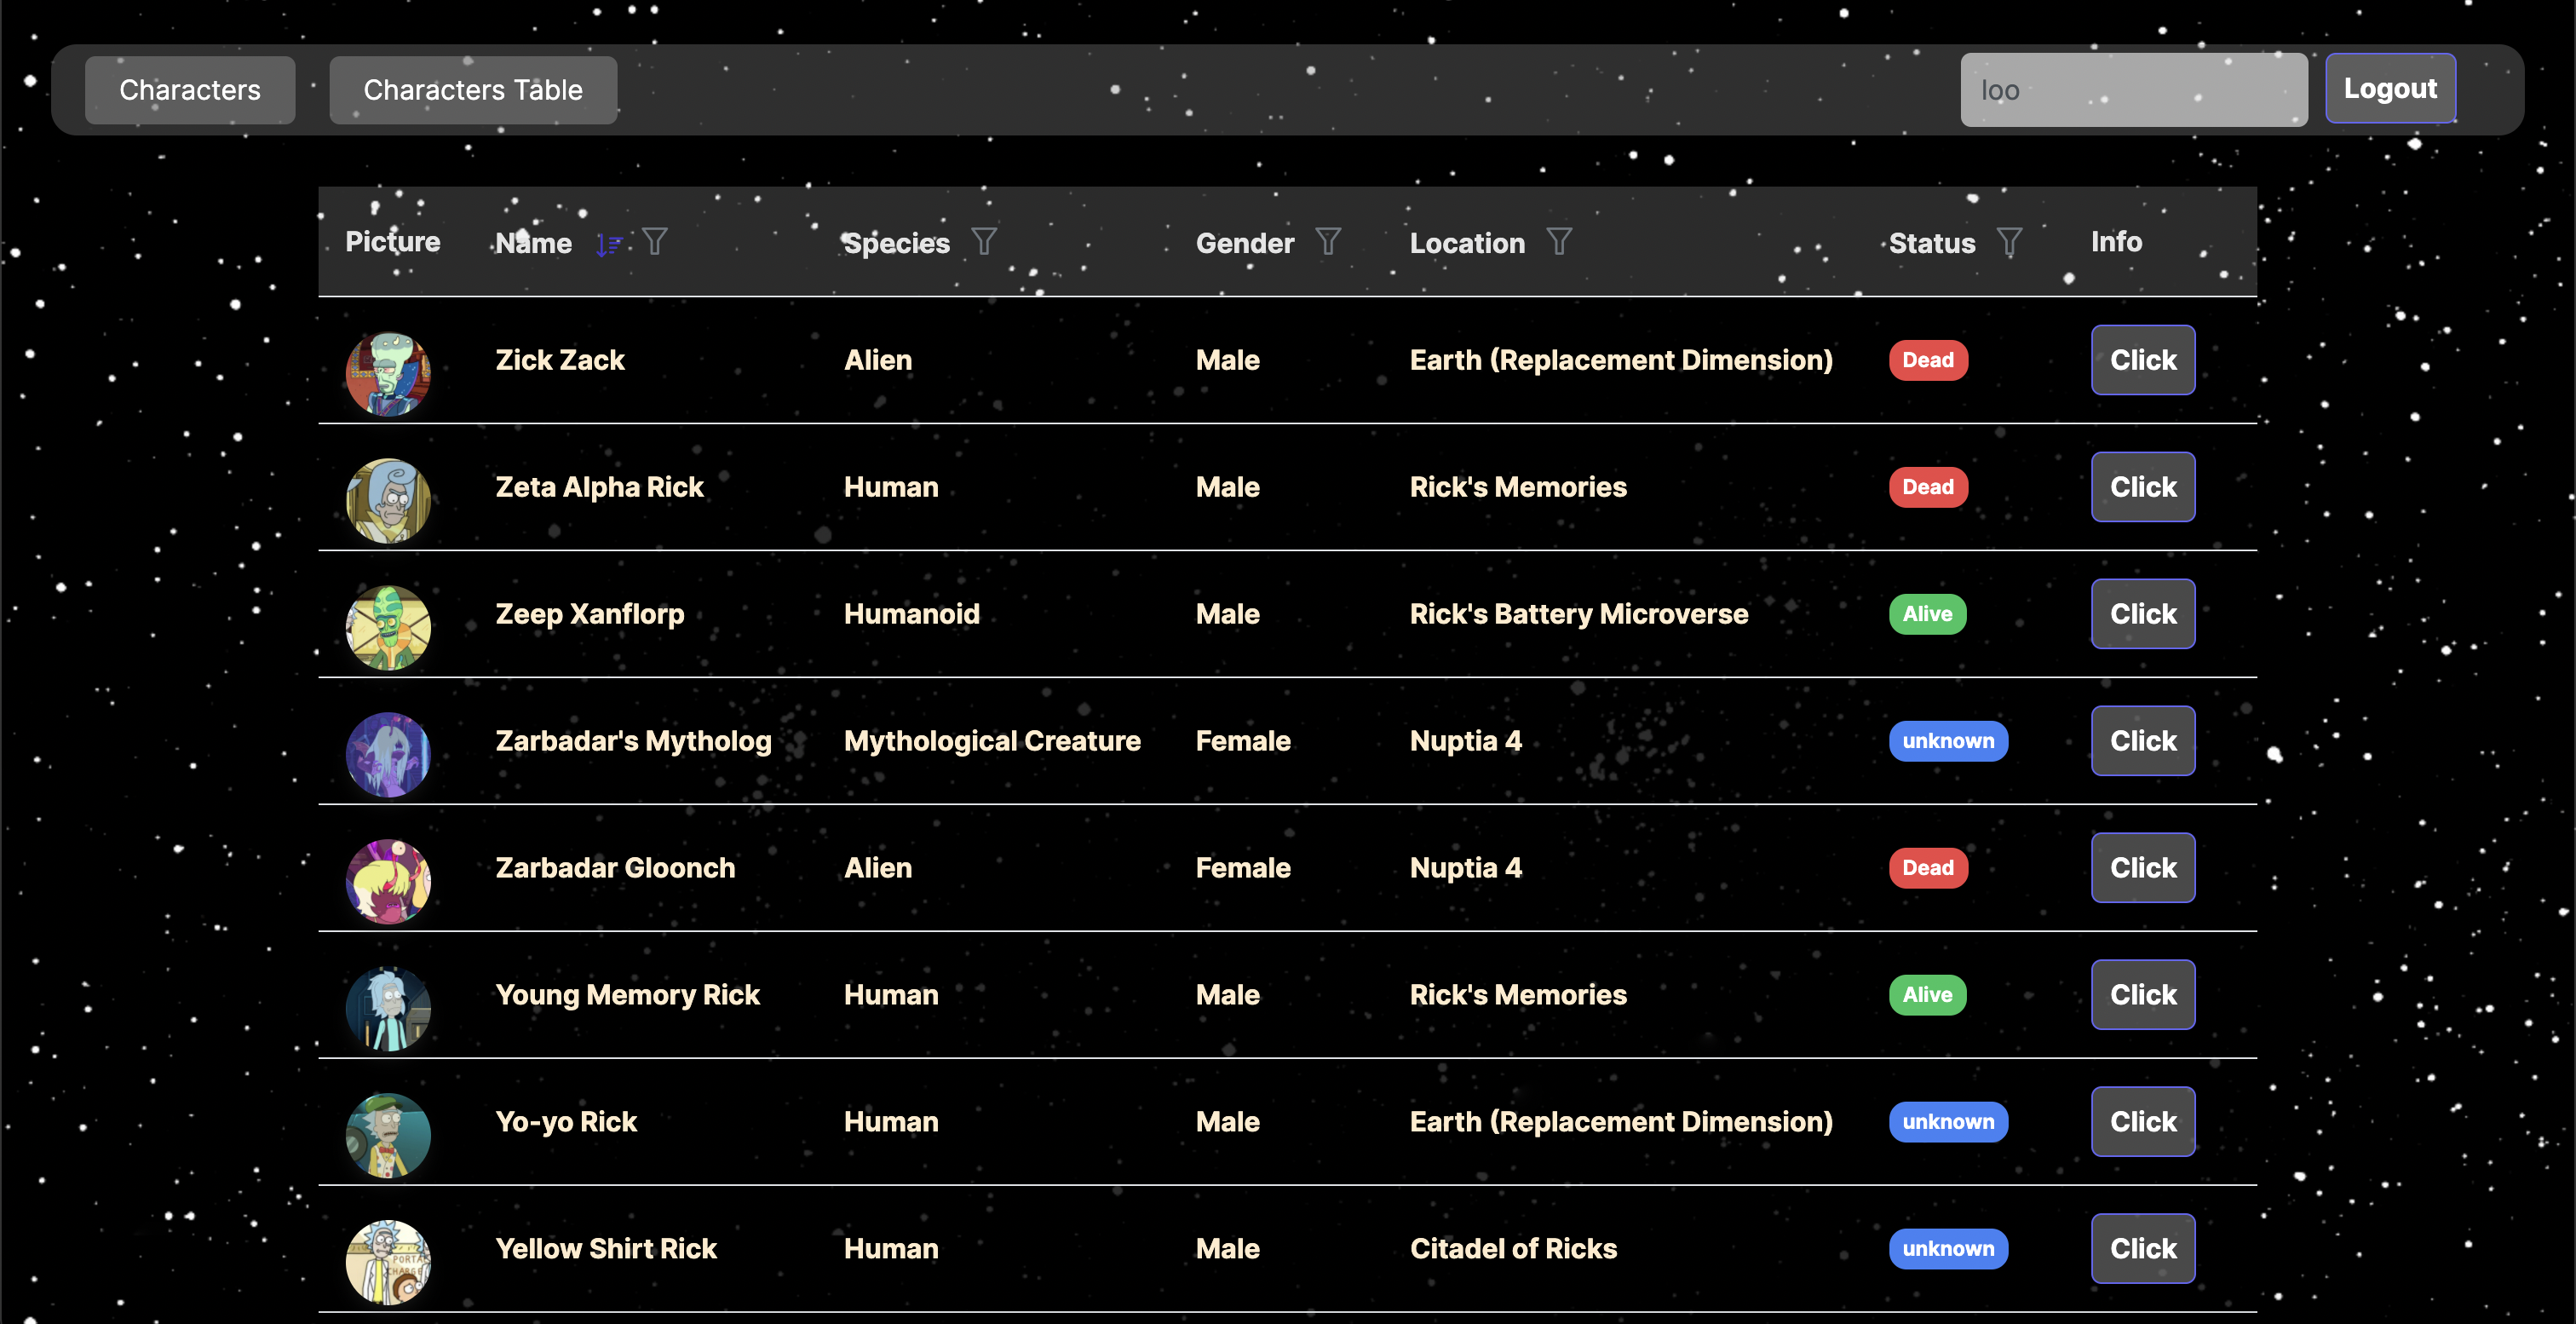 Characters Characters Table loo Logout
Picture Name Species Gender Location Status Info
Zick Zack Alien Male Earth (Replacement Dimension) Dead Click
Zeta Alpha Rick Human Male Rick's Memories Dead Click
Zeep Xanflorp Humanoid Male Rick's Battery Microverse Alive Click
Zarbadar's Mytholog Mythological Creature Female Nuptia 4 unknown Click
Zarbadar Gloonch Alien Female Nuptia 4 Dead Click
Young Memory Rick Human Male Rick's Memories Alive Click
Yo-yo Rick Human Male Earth (Replacement Dimension) unknown Click
Yellow Shirt Rick Human Male Citadel of Ricks unknown Click